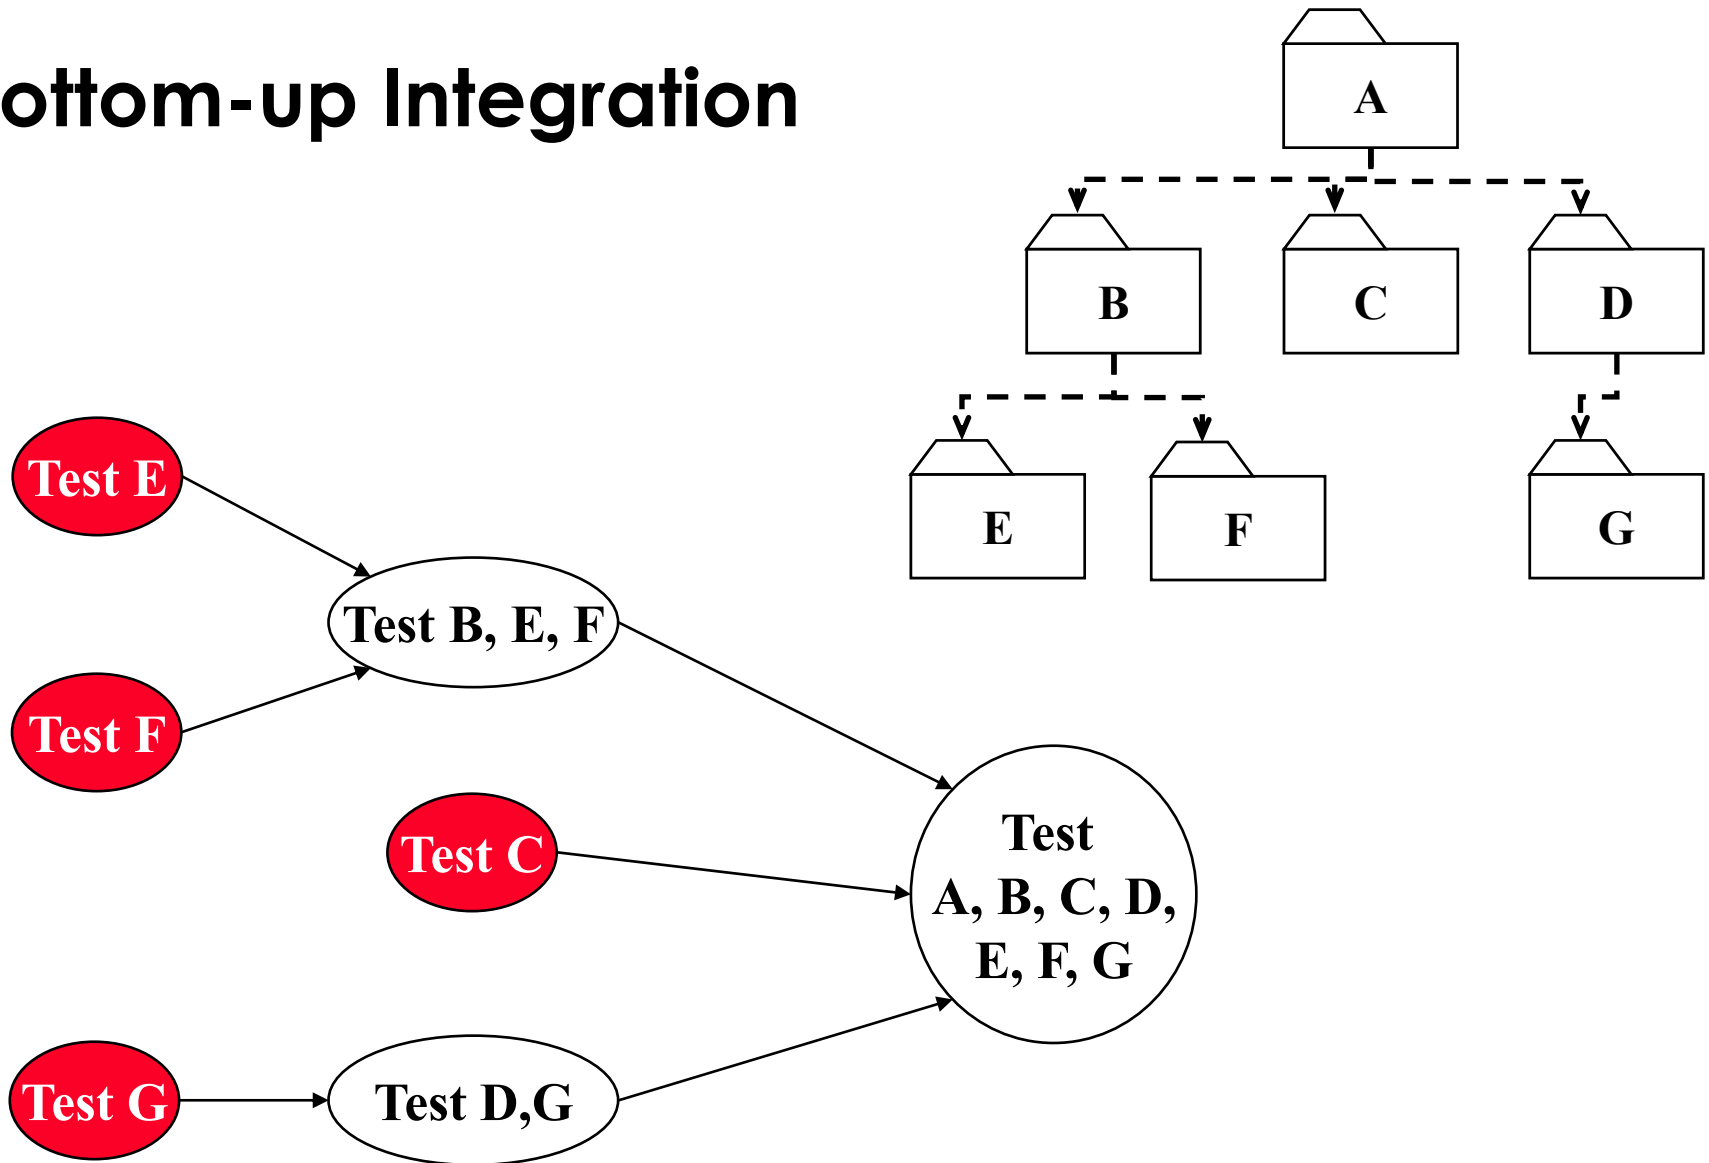 ottom-up Integration
A
B
C
D
E
F
G
Test E
Test B, E, F
Test F
Test C
Test
A, B, C, D,
E, F, G
Test G
Test D,G